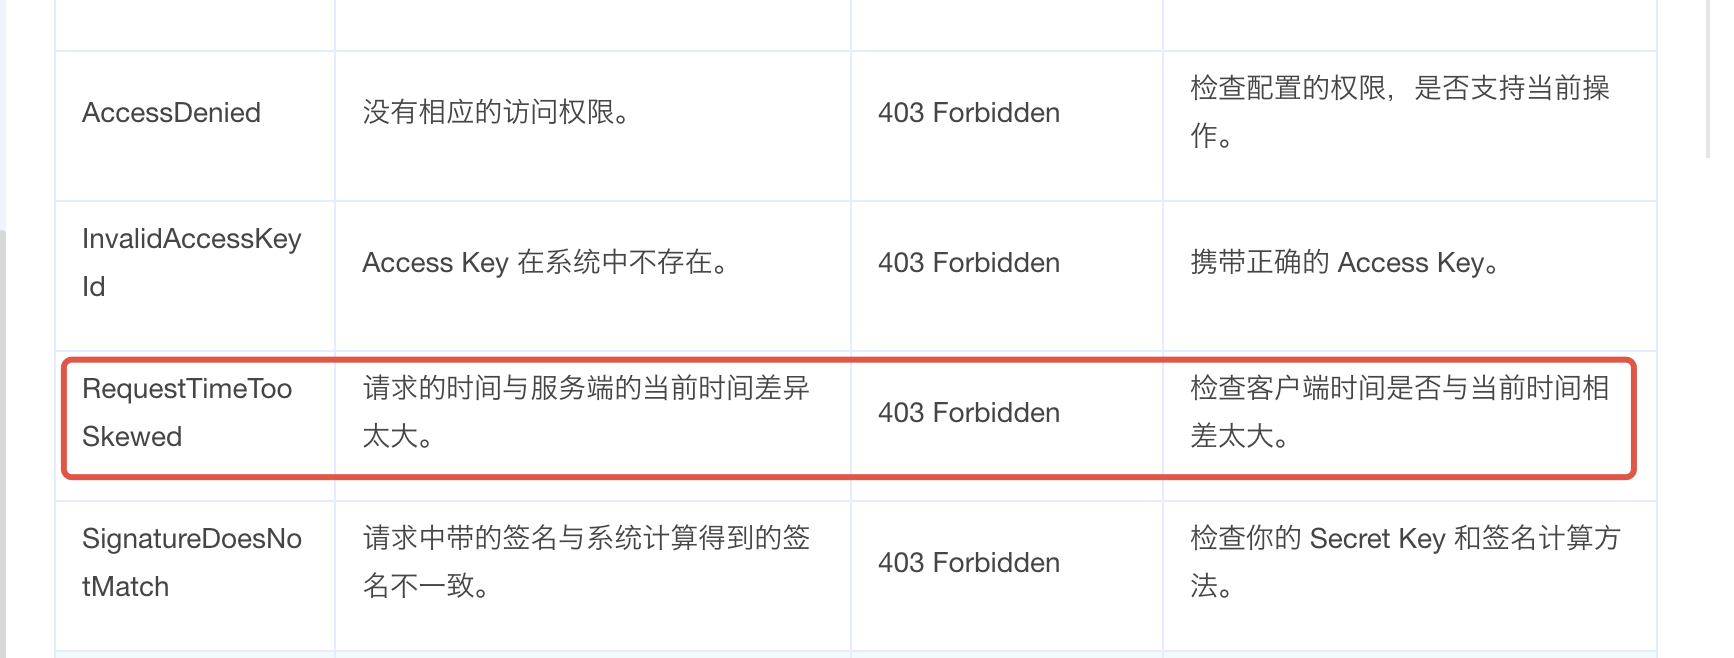 AccessDenied
没有相应的访问权限。
403 Forbidden
检查配置的权限，是否支持当前操
作。
InvalidAccessKey
Id
Access Key 在系统中不存在。
403 Forbidden
携带正确的 Access Key。
RequestTimeToo
Skewed
请求的时间与服务端的当前时间差异
太大。
403 Forbidden
检查客户端时间是否与当前时间相
差太大。
SignatureDoesNo
tMatch
请求中带的签名与系统计算得到的签
名不一致。
403 Forbidden
检查你的 Secret Key 和签名计算方
法。